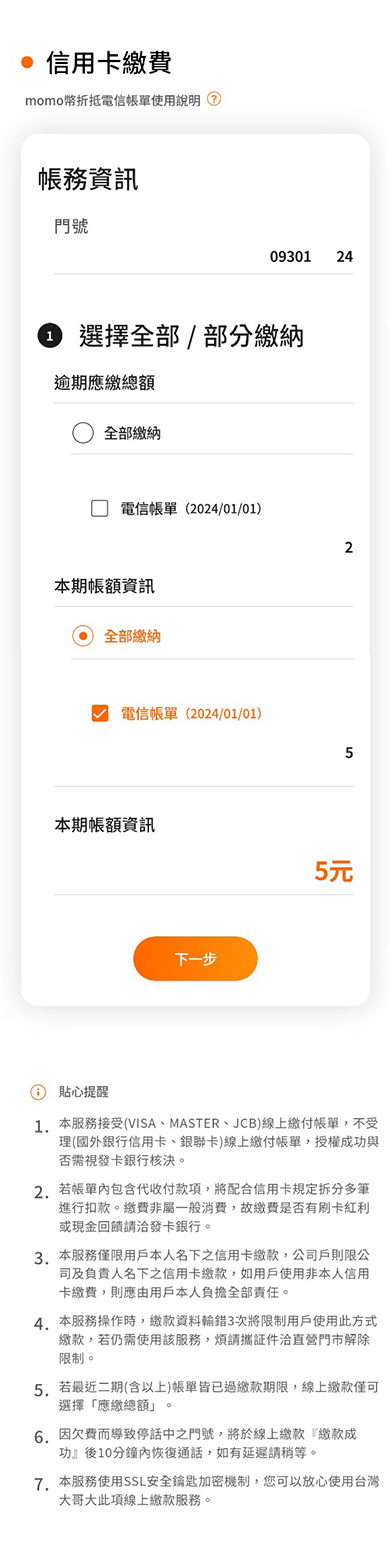 信用卡繳費
momo幣折抵電信帳單使用說明 ?
帳務資訊
門號
09301 24
1 選擇全部 / 部分繳納
逾期應繳總額
全部繳納
電信帳單（2024/01/01）
2
本期帳額資訊
全部繳納
電信帳單（2024/01/01）
5
本期帳額資訊
5元
下一步
貼心提醒
1. 本服務接受(VISA、MASTER、JCB)線上繳付帳單，不受
理(國外銀行信用卡、銀聯卡)線上繳付帳單，授權成功與
否需視發卡銀行核決。
2. 若帳單內包含代收付款項，將配合信用卡規定拆分多筆
進行扣款。繳費非屬一般消費，故繳費是否有刷卡紅利
或現金回饋請洽發卡銀行。
3. 本服務僅限用戶本人名下之信用卡繳款，公司戶則限公
司及負責人名下之信用卡繳款，如用戶使用非本人信用
卡繳費，則應由用戶本人負擔全部責任。
4. 本服務操作時，繳款資料輸錯3次將限制用戶使用此方式
繳款，若仍需使用該服務，煩請攜証件洽直營門市解除
限制。
5. 若最近二期(含以上)帳單皆已過繳款期限，線上繳款僅可
選擇「應繳總額」。
6. 因欠費而導致停話中之門號，將於線上繳款『繳款成
功』後10分鐘內恢復通話，如有延遲請稍等。
7. 本服務使用SSL安全鑰匙加密機制，您可以放心使用台灣
大哥大此項線上繳款服務。